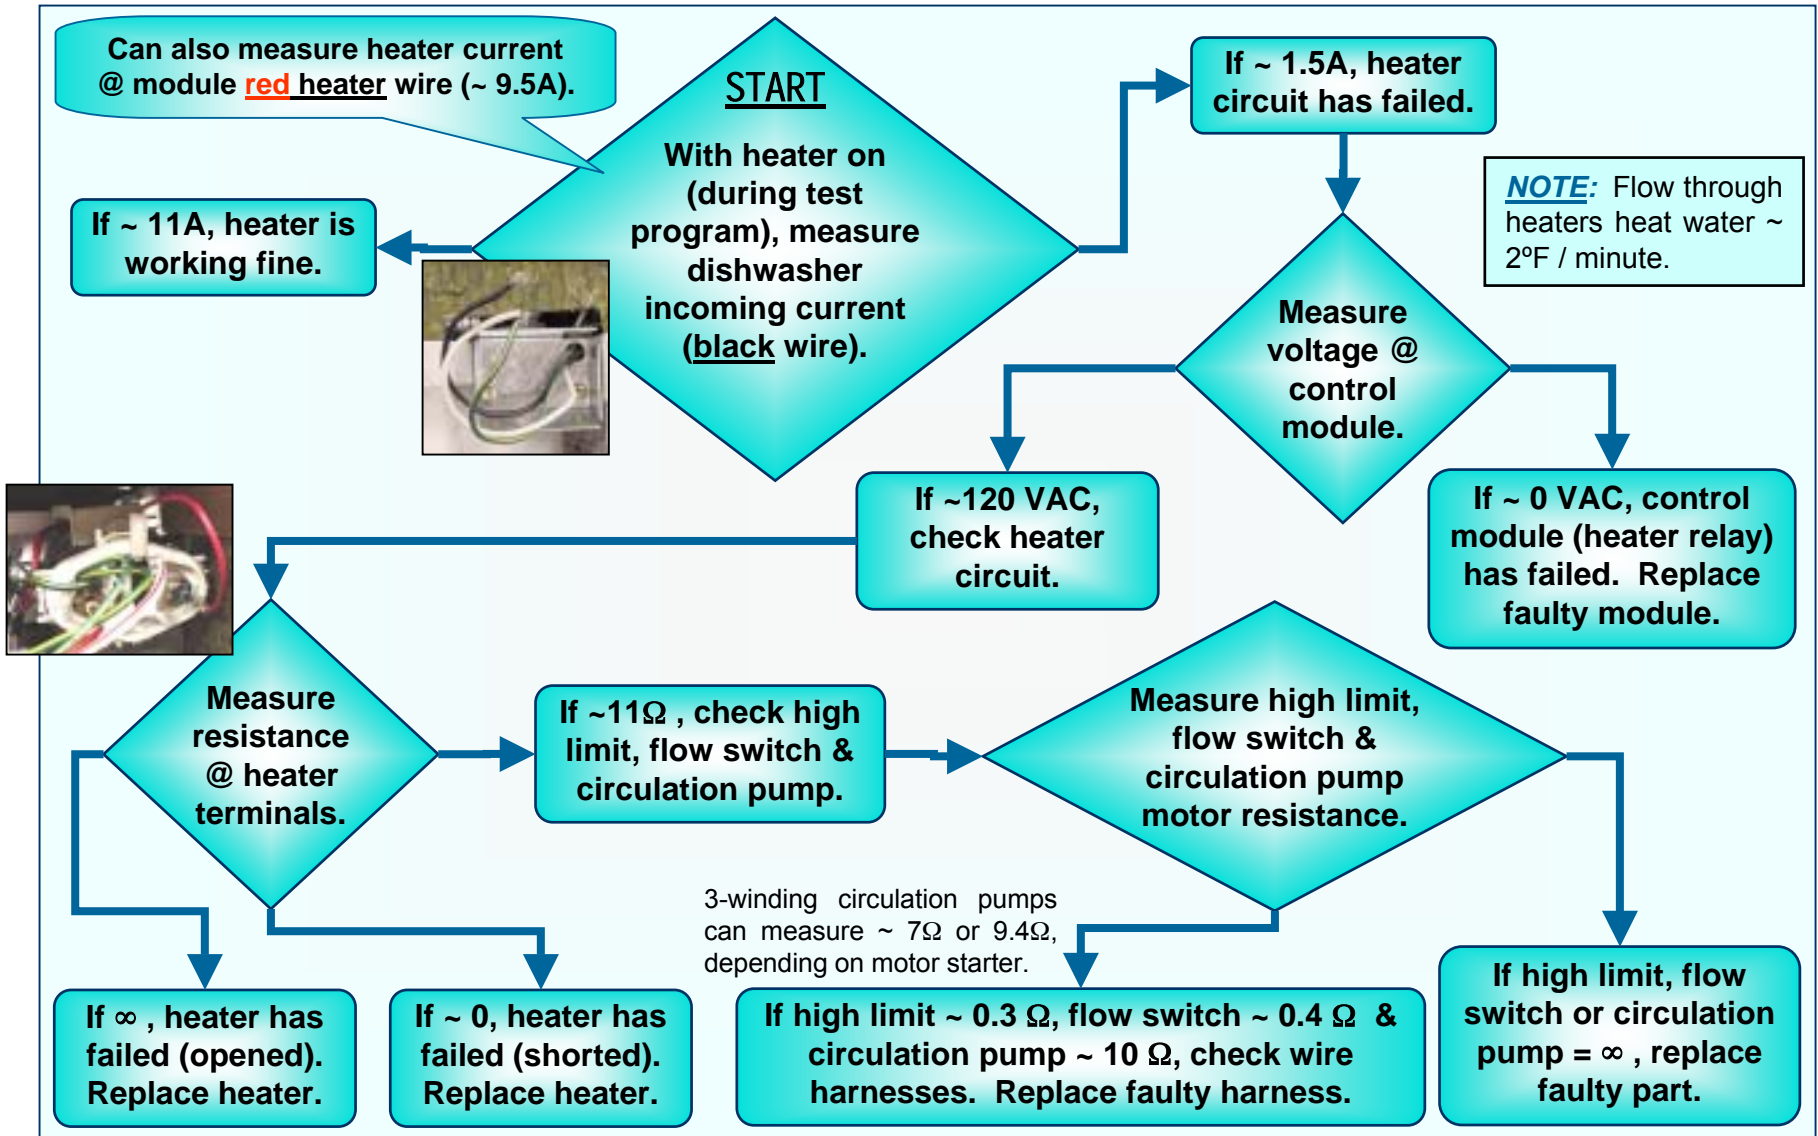 Can also measure heater current
@ module red heater wire (~ 9.5A).
START
With heater on
(during test
program), measure
dishwasher
incoming current
(black wire).
If ~ 11A, heater is
working fine.
If ~ 1.5A, heater
circuit has failed.
NOTE: Flow through
heaters heat water ~
2ºF / minute.
Measure
voltage @
control
module.
If ~120 VAC,
check heater
circuit.
If ~ 0 VAC, control
module (heater relay)
has failed. Replace
faulty module.
Measure
resistance
@ heater
terminals.
If ~11Ω , check high
limit, flow switch &
circulation pump.
Measure high limit,
flow switch &
circulation pump
motor resistance.
3-winding circulation pumps
can measure ~ 7Ω or 9.4Ω,
depending on motor starter.
If ∞ , heater has
failed (opened).
Replace heater.
If ~ 0, heater has
failed (shorted).
Replace heater.
If high limit ~ 0.3 Ω, flow switch ~ 0.4 Ω &
circulation pump ~ 10 Ω, check wire
harnesses. Replace faulty harness.
If high limit, flow
switch or circulation
pump = ∞ , replace
faulty part.